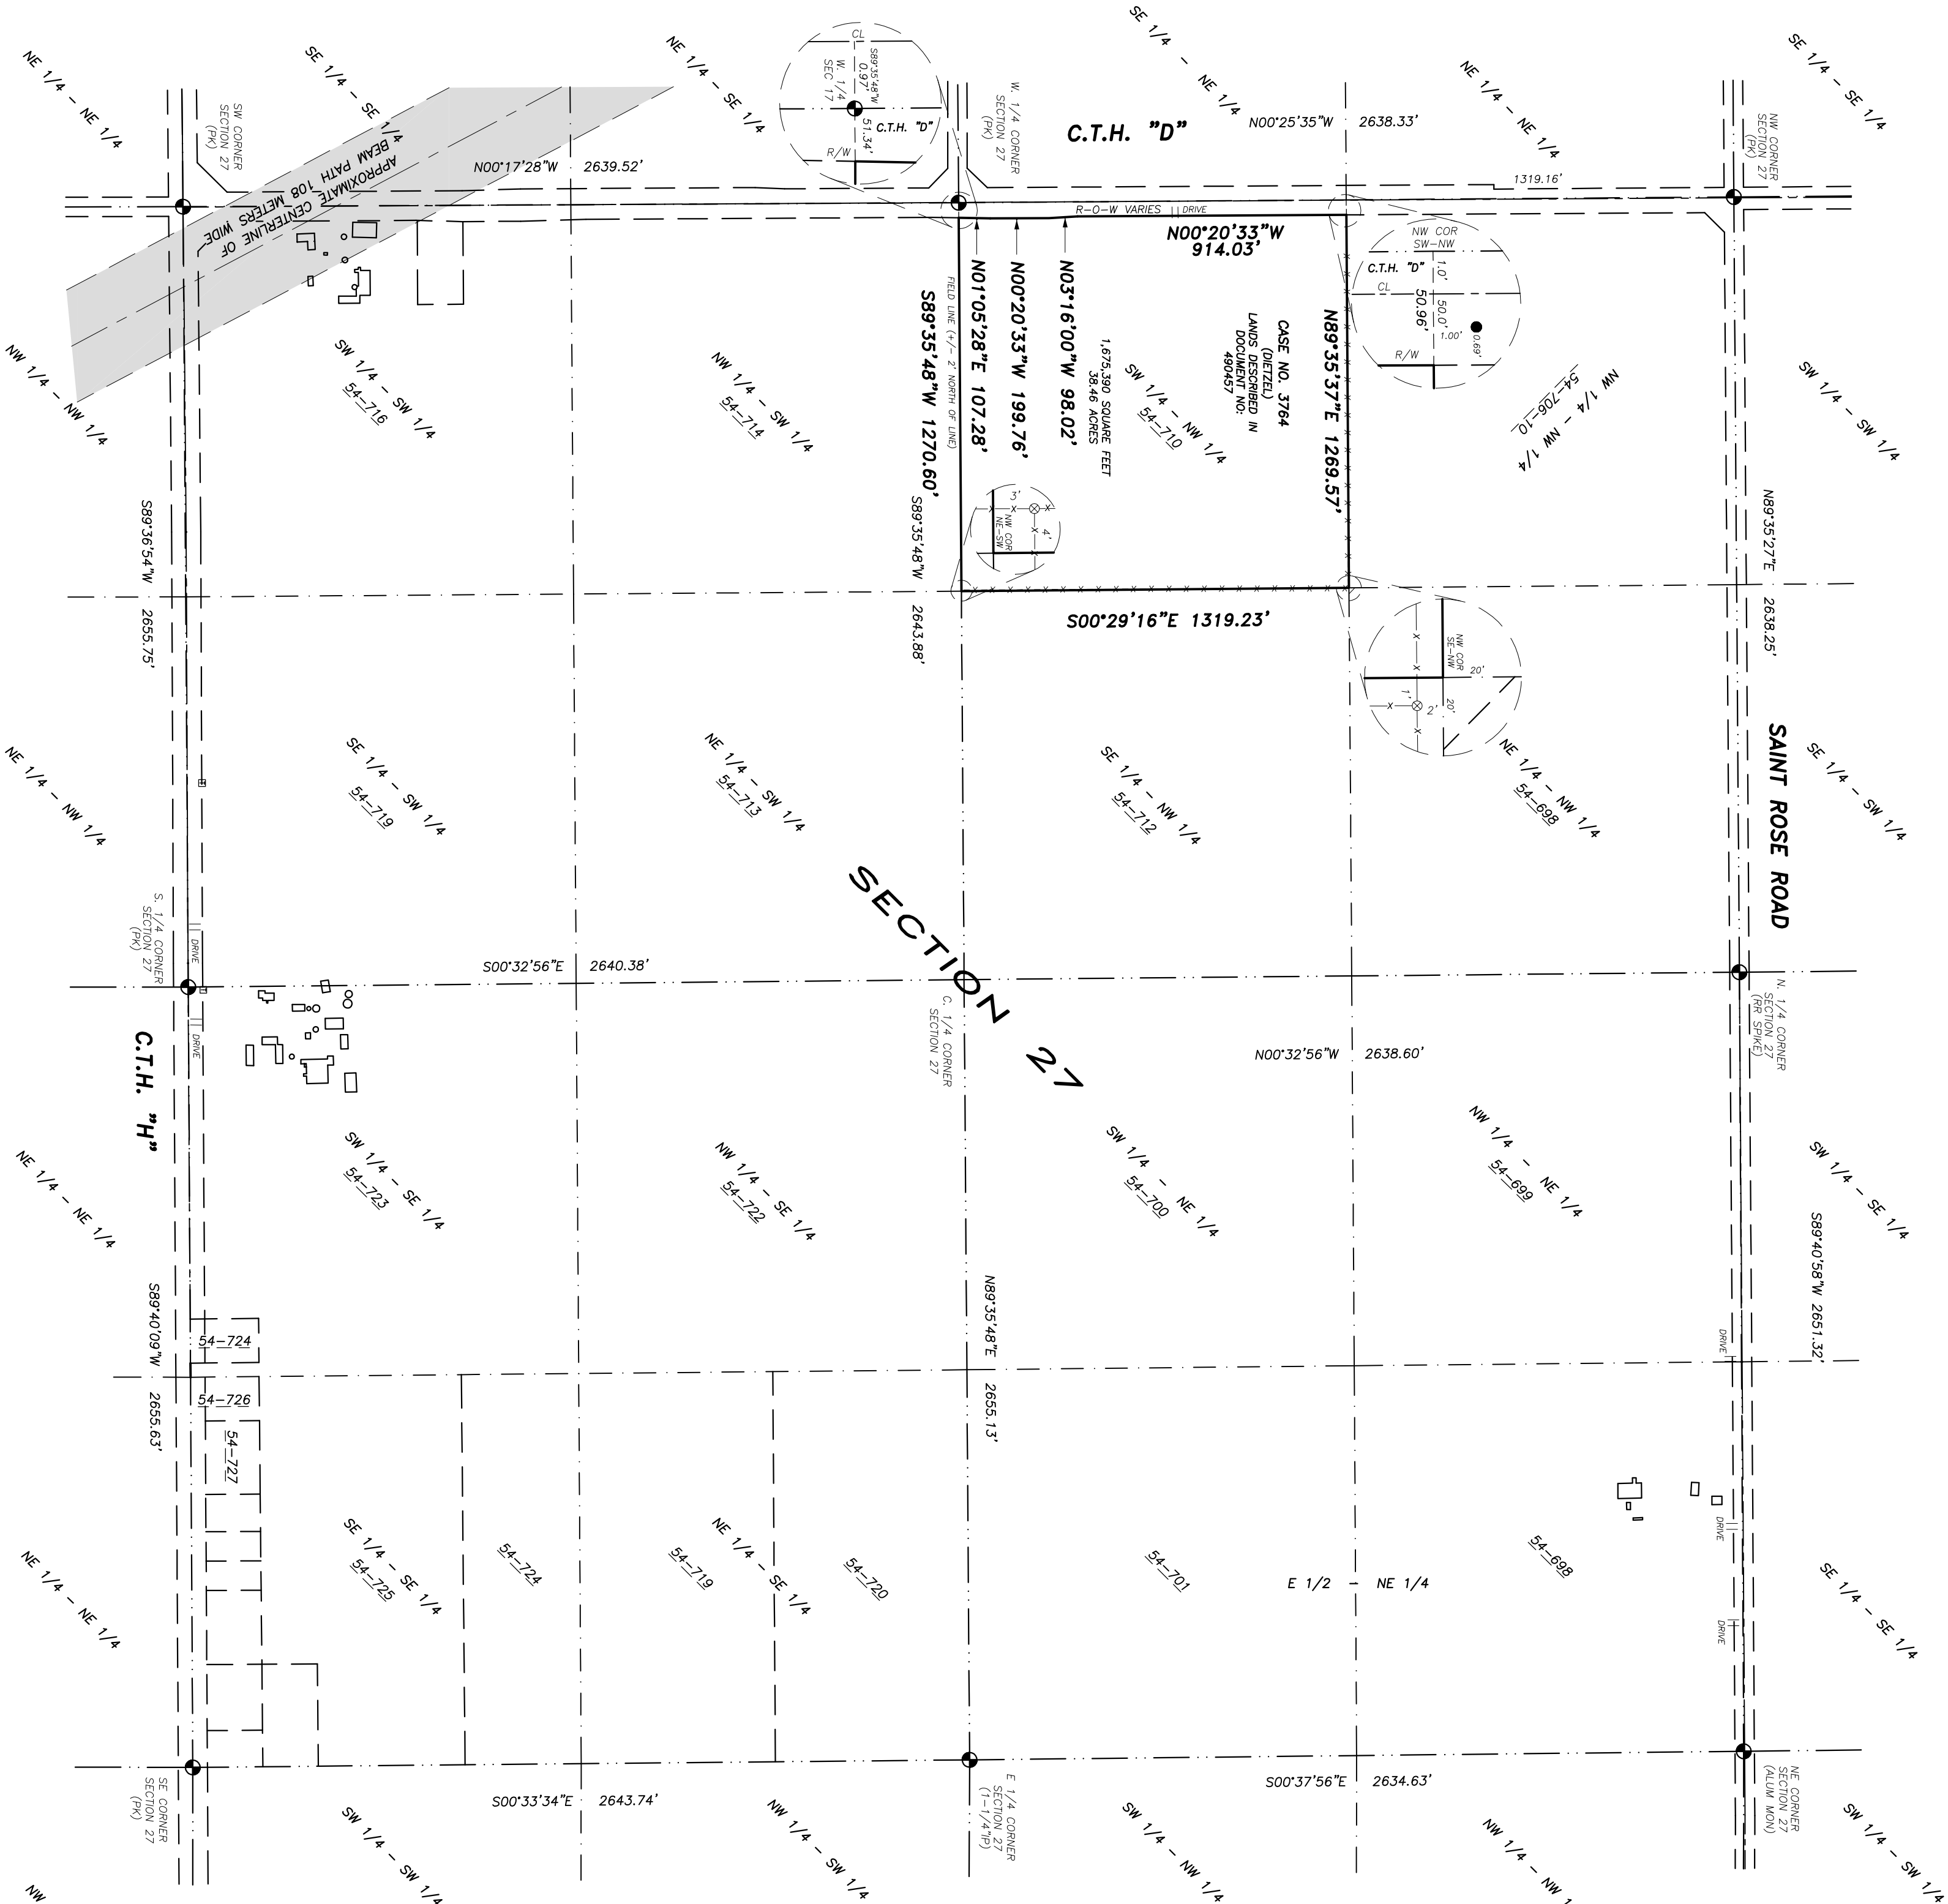 NE 1/4 - NE 1/4
SE 1/4 - SE 1/4
NE 1/4 - SE 1/4
SE 1/4 - NE 1/4
NE 1/4 - NE 1/4
SE 1/4 - SE 1/4
SW CORNER
SECTION 27
(PK)
APPROXIMATE CENTERLINE OF
BEAM PATH 108 METERS WIDE
N00°17'28"W 2639.52'
CL
S89°35'48"W
0.97'
W. 1/4
SEC 17
51.34'
C.T.H. "D"
R/W
W. 1/4 CORNER
SECTION 27
(PK)
C.T.H. "D"
N00°25'35"W 2638.33'
NW CORNER
SECTION 27
(PK)
1319.16'
R-O-W VARIES
DRIVE
N00°20'33"W
914.03'
NW COR
SW-NW
C.T.H. "D"
1.0'
CL
50.0'
50.96'
1.00'
0.69'
R/W
N01°05'28"E 107.28'
N00°20'33"W 199.76'
N03°16'00"W 98.02'
FIELD LINE (+/- 2' NORTH OF LINE)
S89°35'48"W 1270.60'
CASE NO. 3764
(DIETZEL)
LANDS DESCRIBED IN
DOCUMENT NO:
490457
1,675,390 SQUARE FEET
38.46 ACRES
N89°35'37"E 1269.57'
NW 1/4 - NW 1/4
SW 1/4 - SW 1/4
54-716
NW 1/4 - SW 1/4
54-714
SW 1/4 - NW 1/4
54-710
NW 1/4 - NW 1/4
54-706-10
SW 1/4 - SW 1/4
3'
4'
NW COR
NE-SW
S89°36'54"W 2655.75'
S89°35'48"W 2643.88'
S00°29'16"E 1319.23'
NW COR
SE-NW
20'
20'
1'
2'
N89°35'27"E 2638.25'
SAINT ROSE ROAD
NE 1/4 - NW 1/4
SE 1/4 - SW 1/4
54-719
NE 1/4 - SW 1/4
54-713
SE 1/4 - NW 1/4
54-712
NE 1/4 - NW 1/4
54-698
SE 1/4 - SW 1/4
SECTION 27
S. 1/4 CORNER
SECTION 27
(PK)
DRIVE
S00°32'56"E 2640.38'
C. 1/4 CORNER
SECTION 27
N. 1/4 CORNER
SECTION 27
(RR SPIKE)
DRIVE
C.T.H. "H"
N00°32'56"W 2638.60'
NE 1/4 - NE 1/4
SW 1/4 - SE 1/4
54-723
NW 1/4 - SE 1/4
54-722
SW 1/4 - NE 1/4
54-700
NW 1/4 - NE 1/4
54-699
SW 1/4 - SE 1/4
S89°40'09"W 2655.63'
N89°35'48"E 2655.13'
S89°40'58"W 2651.32'
54-724
DRIVE
54-726
54-727
DRIVE
NE 1/4 - NE 1/4
SE 1/4 - SE 1/4
54-725
54-724
54-719
NE 1/4 - SE 1/4
54-720
54-701
E 1/2 - NE 1/4
54-698
DRIVE
SE 1/4 - SE 1/4
SE CORNER
SECTION 27
(PK)
S00°33'34"E 2643.74'
E 1/4 CORNER
SECTION 27
(1-1/4"IP)
S00°37'56"E 2634.63'
NE CORNER
SECTION 27
(ALUM MON)
NW
SW 1/4 - SW 1/4
NW 1/4 - SW 1/4
SW 1/4 - NW 1/4
NW 1/4 - NW 1
SW 1/4 - SW 1/4